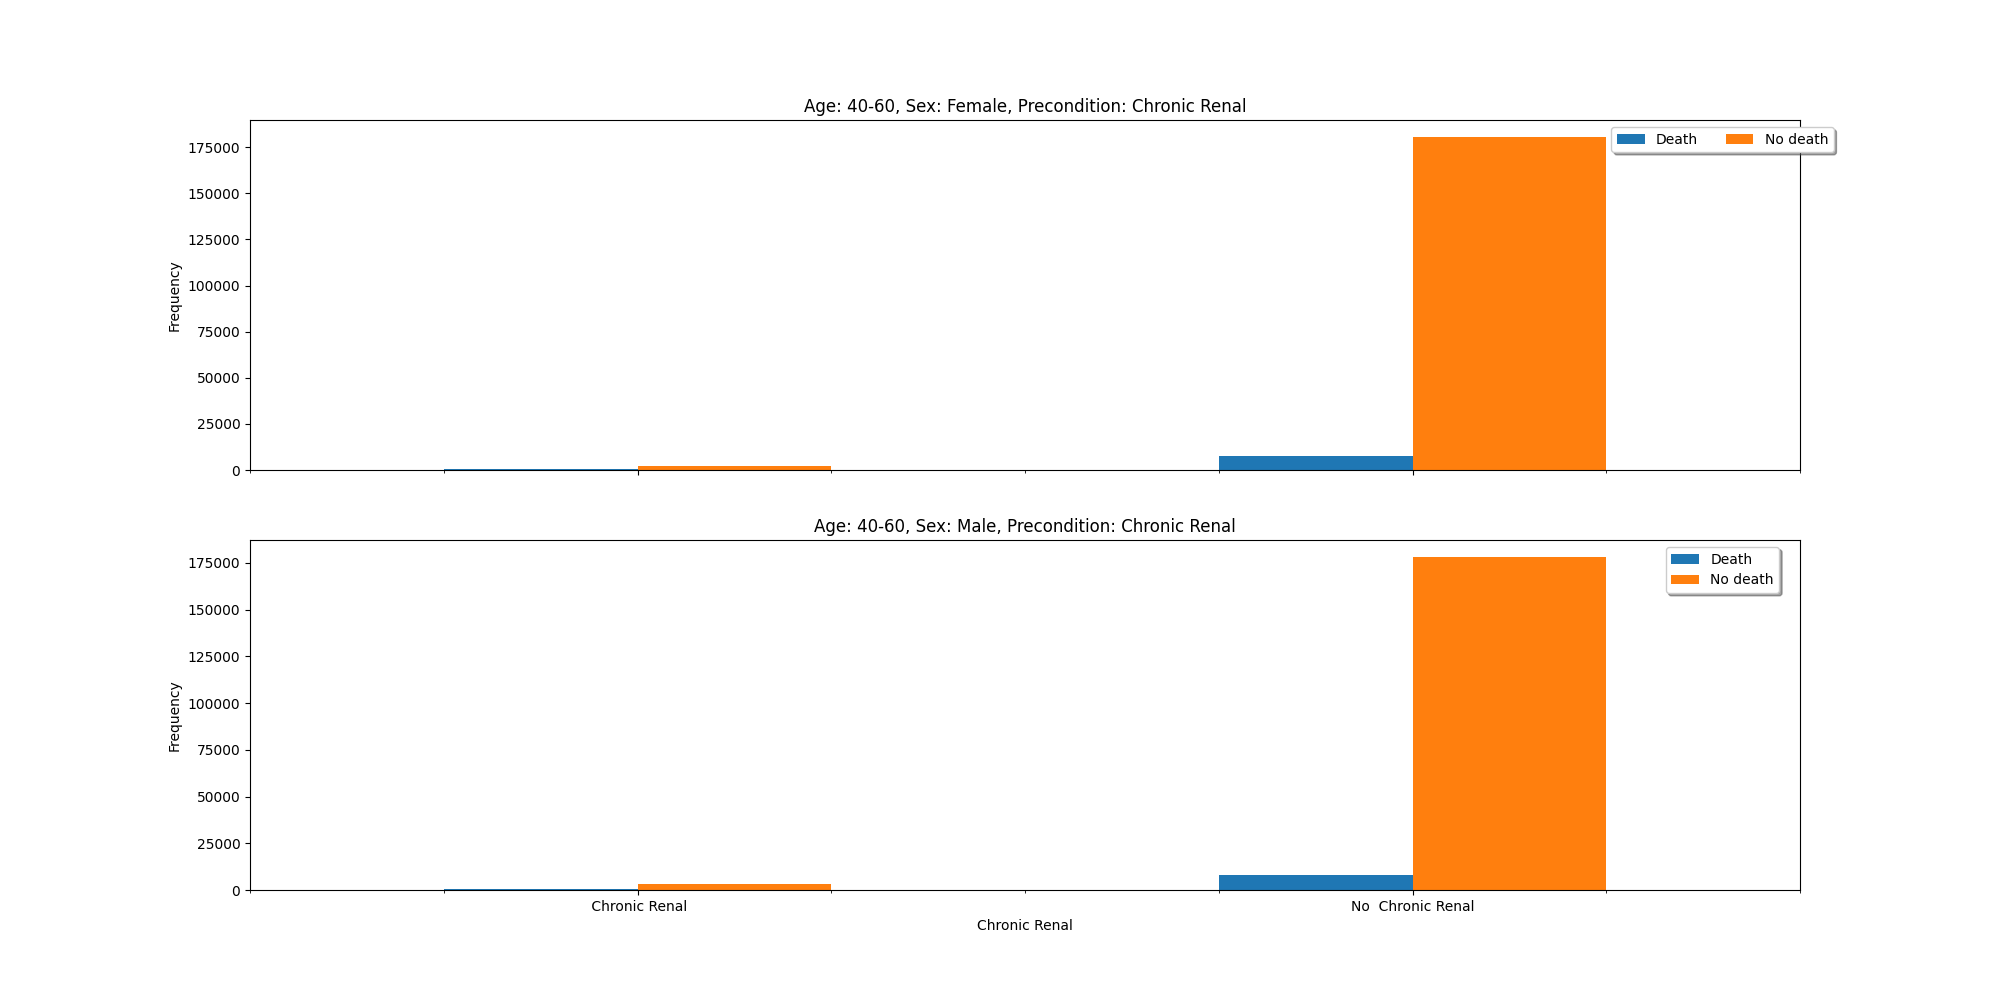 Age: 40-60, Sex: Female, Precondition: Chronic Renal
Death No death
175000
150000
125000
100000
75000
50000
25000
0
Frequency
Age: 40-60, Sex: Male, Precondition: Chronic Renal
Death
No death
175000
150000
125000
100000
75000
50000
25000
0
Frequency
Chronic Renal No  Chronic Renal
Chronic Renal